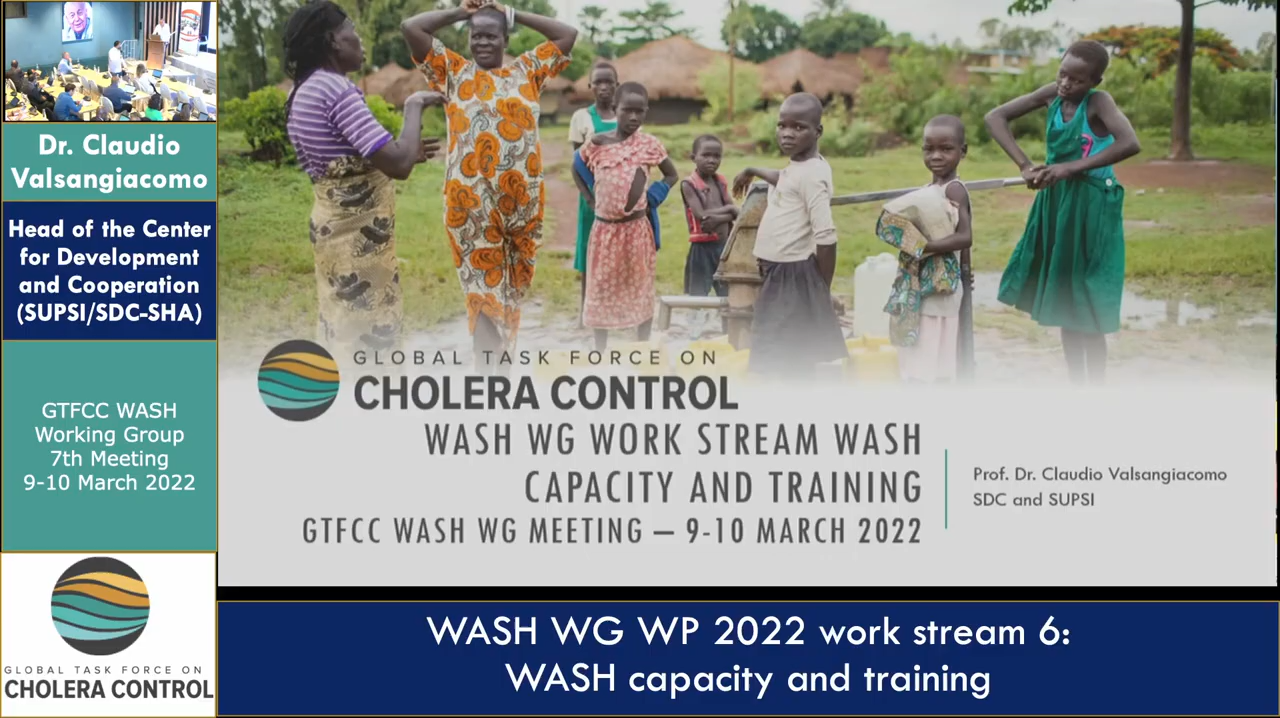 Dr. Claudio
Valsangiacomo
Head of the Center
for Development
and Cooperation
(SUPSI/SDC-SHA)
GTFCC WASH
Working Group
7th Meeting
9-10 March 2022
GLOBAL TASK FORCE ON
CHOLERA CONTROL
GLOBAL TASK FORCE ON
CHOLERA CONTROL
WASH WG WORK STREAM WASH
CAPACITY AND TRAINING
GTFCC WASH WG MEETING – 9-10 MARCH 2022
Prof. Dr. Claudio Valsangiacomo
SDC and SUPSI
WASH WG WP 2022 work stream 6:
WASH capacity and training